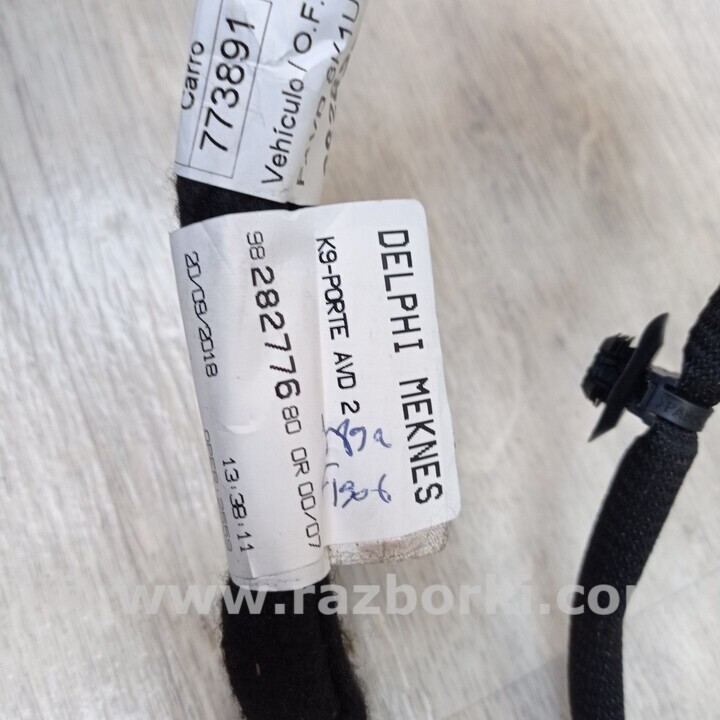 Carro
773891
Vehículo / O.F.
DELPHI MEKNES
K9-PORTE AVD 2
98 282776 80 OR 00/07
20/09/2018
13:38:11
www.razborki.com